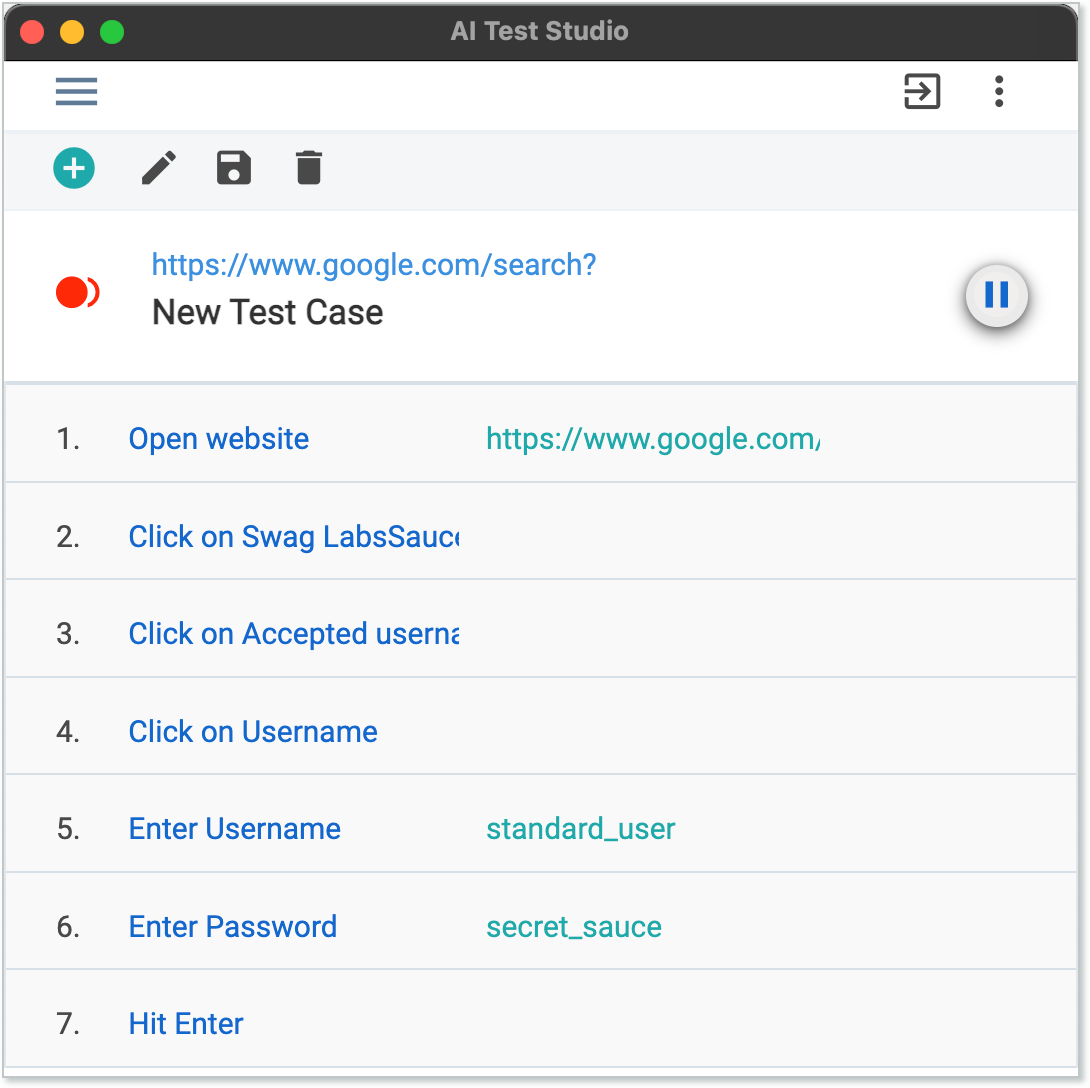 AI Test Studio
https://www.google.com/search?
New Test Case
1. Open website https://www.google.com/
2. Click on Swag LabsSauce
3. Click on Accepted userna
4. Click on Username
5. Enter Username standard_user
6. Enter Password secret_sauce
7. Hit Enter